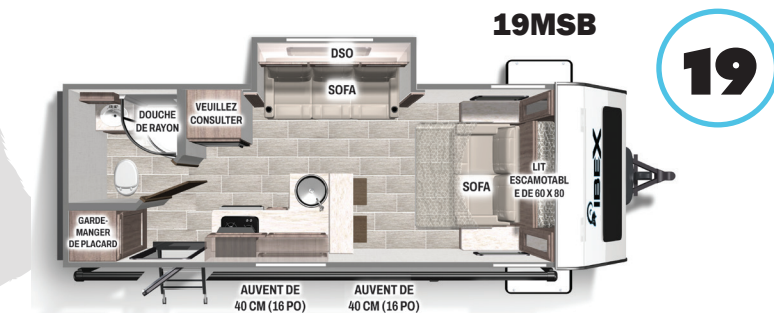 19MSB
19
DSO
SOFA
DOUCHE
DE RAYON
VEUILLEZ
CONSULTER
SOFA
LIT
ESCAMOTABL
E DE 60 X 80
IBEX
GARDE-
MANGER
DE PLACARD
AUVENT DE
40 CM (16 PO)
AUVENT DE
40 CM (16 PO)